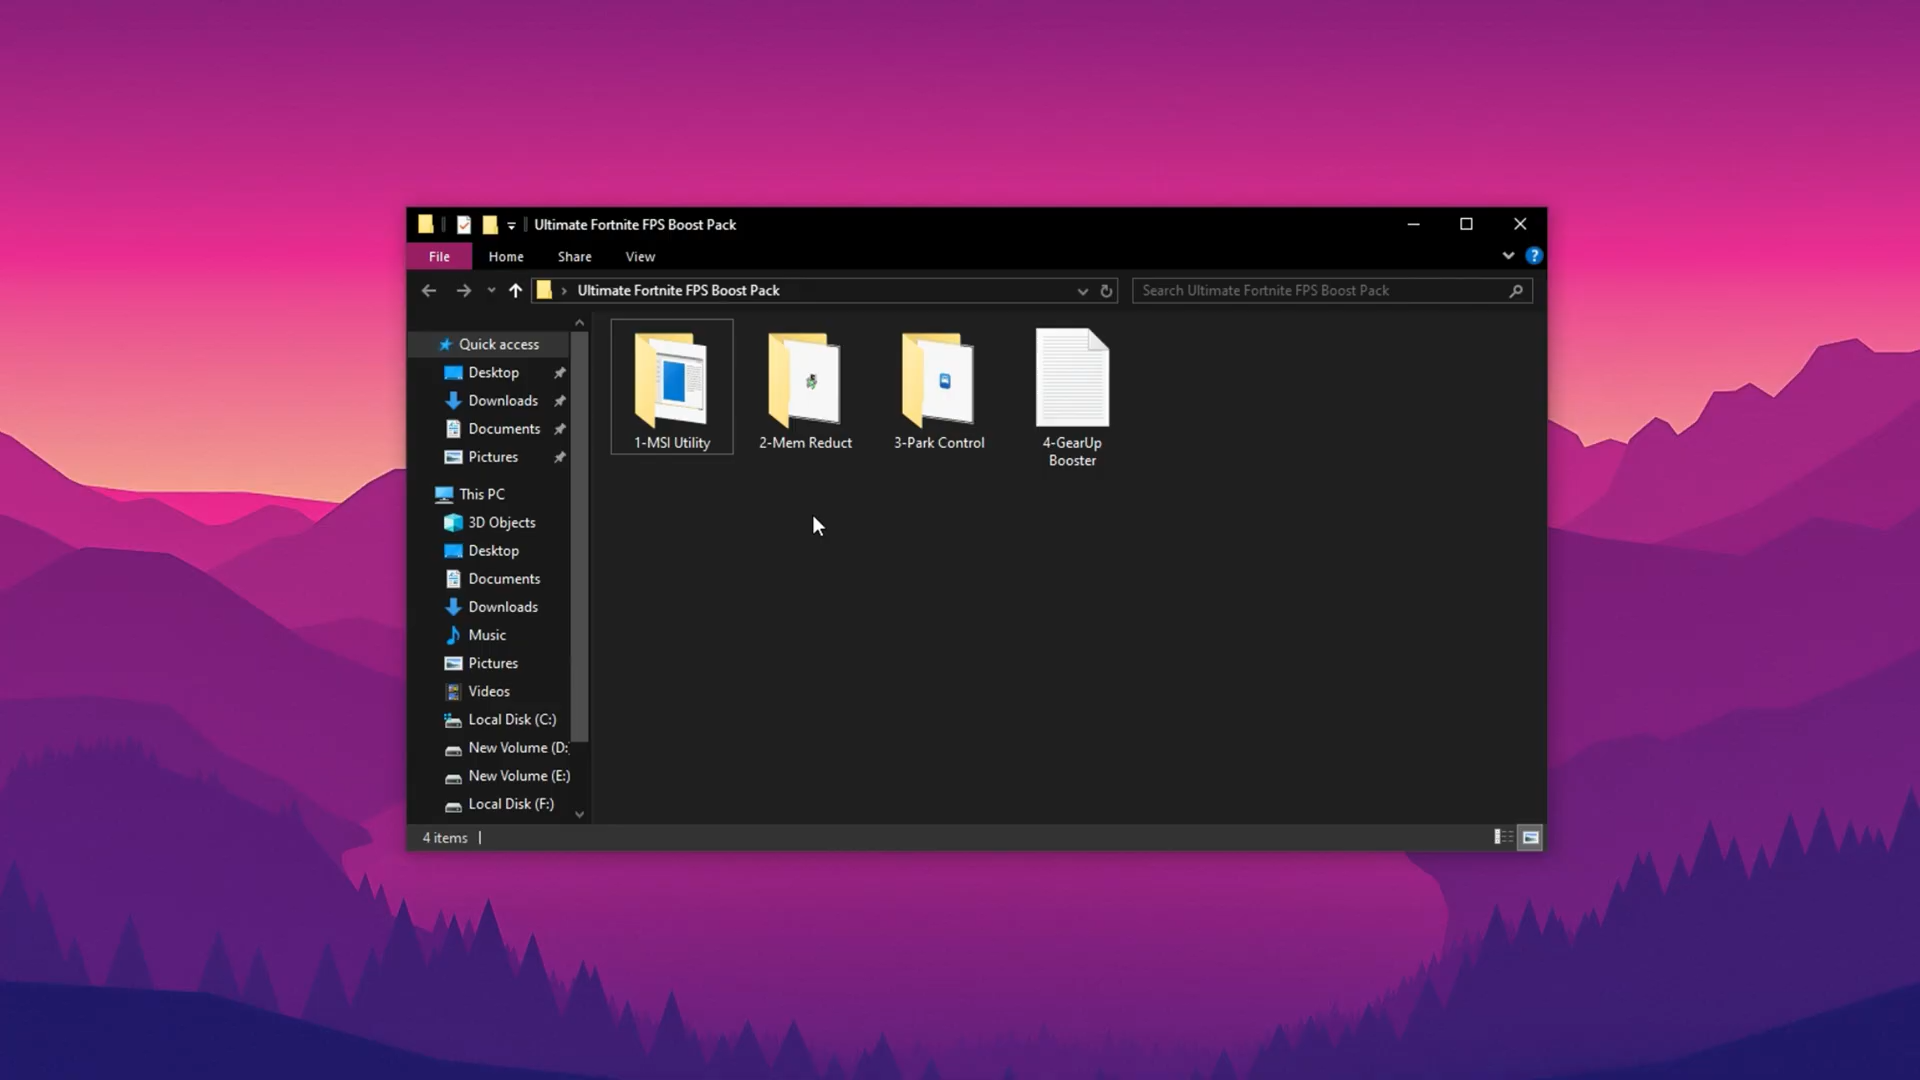 Ultimate Fortnite FPS Boost Pack
File Home Share View
?
Ultimate Fortnite FPS Boost Pack
Search Ultimate Fortnite FPS Boost Pack
Quick access
Desktop
Downloads
Documents
Pictures
This PC
3D Objects
Desktop
Documents
Downloads
Music
Pictures
Videos
Local Disk (C:)
New Volume (D:
New Volume (E:)
Local Disk (F:)
1-MSI Utility
2-Mem Reduct
3-Park Control
4-GearUp
Booster
4 items